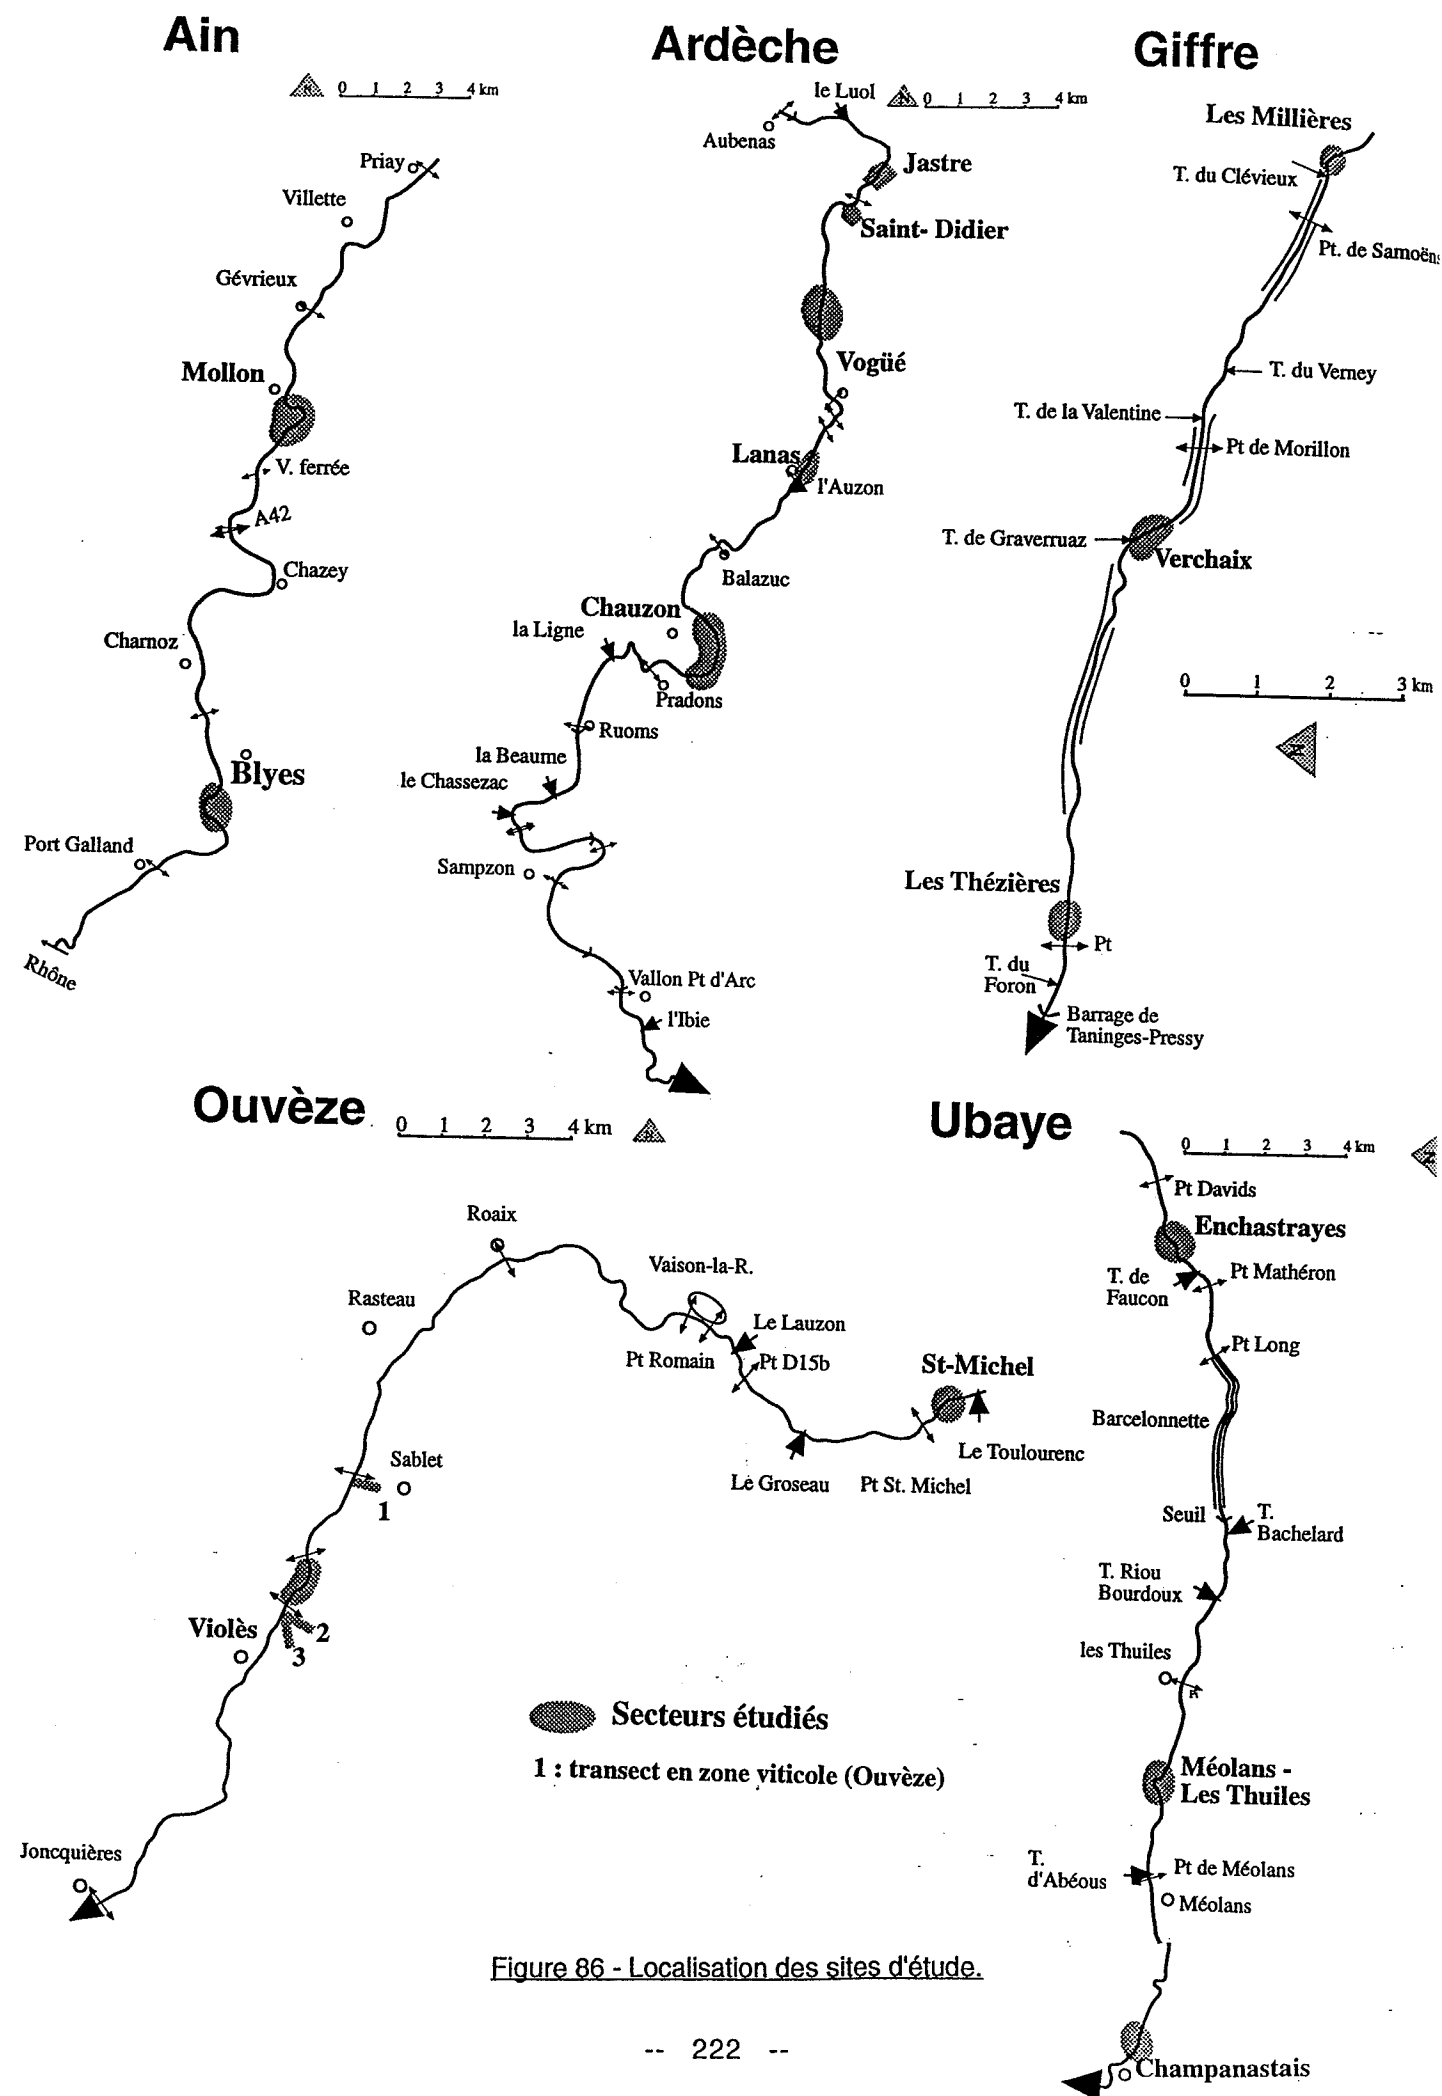 Ain
N
0 1 2 3 4 km
Priay
Villette
Gévrieux
Mollon
V. ferrée
A42
Chazey
Charnoz
Blyes
Port Galland
Rhône
Ardèche
le Luol
N
0 1 2 3 4 km
Aubenas
Jastre
Saint- Didier
Vogüé
Lanas
l'Auzon
Balazuc
Chauzon
la Ligne
Pradons
Ruoms
la Beaume
le Chassezac
Sampzon
Vallon Pt d'Arc
l'Ibie
Giffre
Les Millières
T. du Clévieux
Pt. de Samoëns
T. du Verney
T. de la Valentine
Pt de Morillon
T. de Graverruaz
Verchaix
0 1 2 3 km
N
Les Thézières
Pt
T. du
Foron
Barrage de
Taninges-Pressy
Ouvèze
0 1 2 3 4 km
Roaix
Vaison-la-R.
Rasteau
Le Lauzon
Pt Romain
Pt D15b
St-Michel
Le Toulourenc
Le Groseau
Pt St. Michel
Sablet
1
Violès
2
3
Joncquières
Secteurs étudiés
1 : transect en zone viticole (Ouvèze)
Ubaye
0 1 2 3 4 km
N
Pt Davids
Enchastrayes
T. de
Faucon
Pt Mathéron
Pt Long
Barcelonnette
Seuil
T.
Bachelard
T. Riou
Bourdoux
les Thuiles
Pt
Méolans -
Les Thuiles
T.
d'Abéous
Pt de Méolans
Méolans
Champanastais
Figure 86 - Localisation des sites d'étude.
-- 222 --